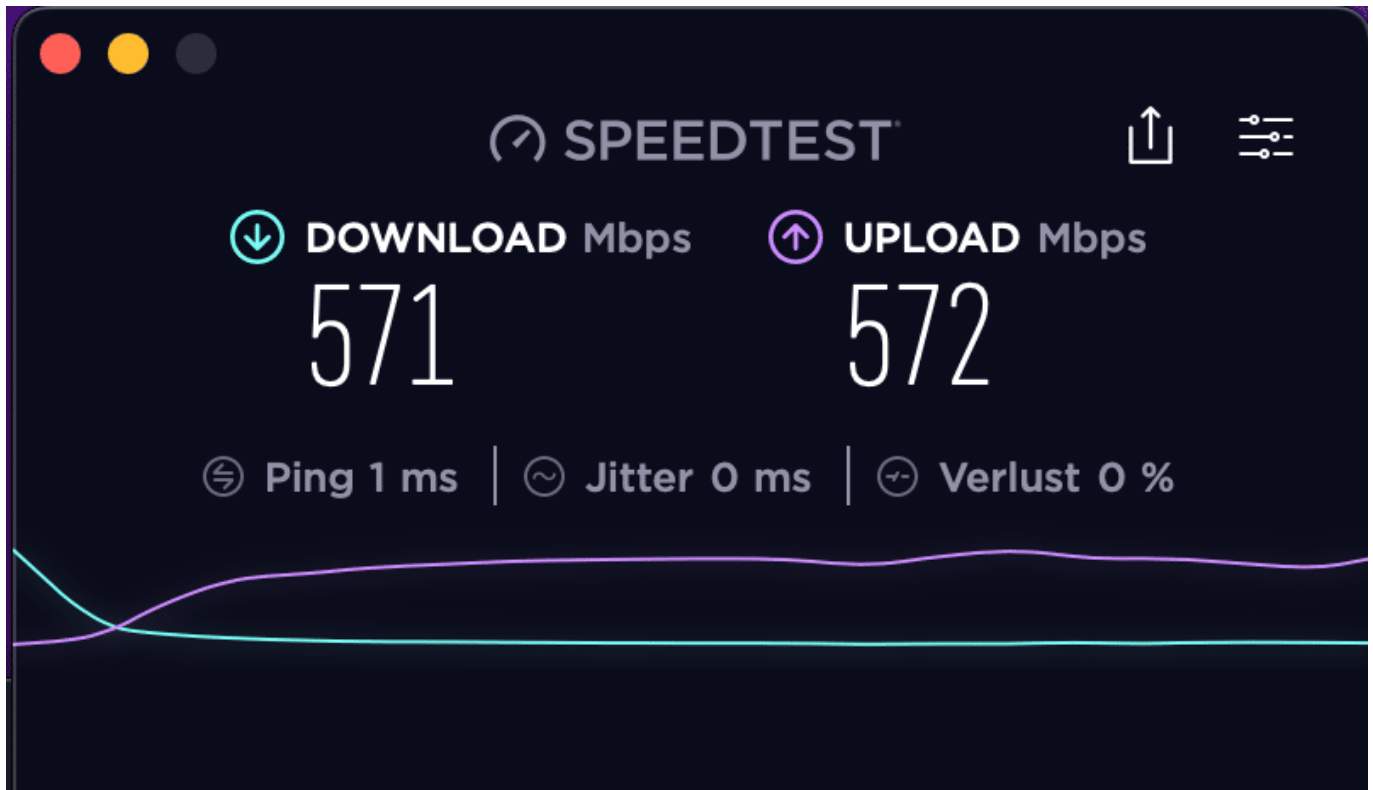 SPEEDTEST
DOWNLOAD Mbps UPLOAD Mbps
571 572
Ping 1 ms Jitter 0 ms Verlust 0 %